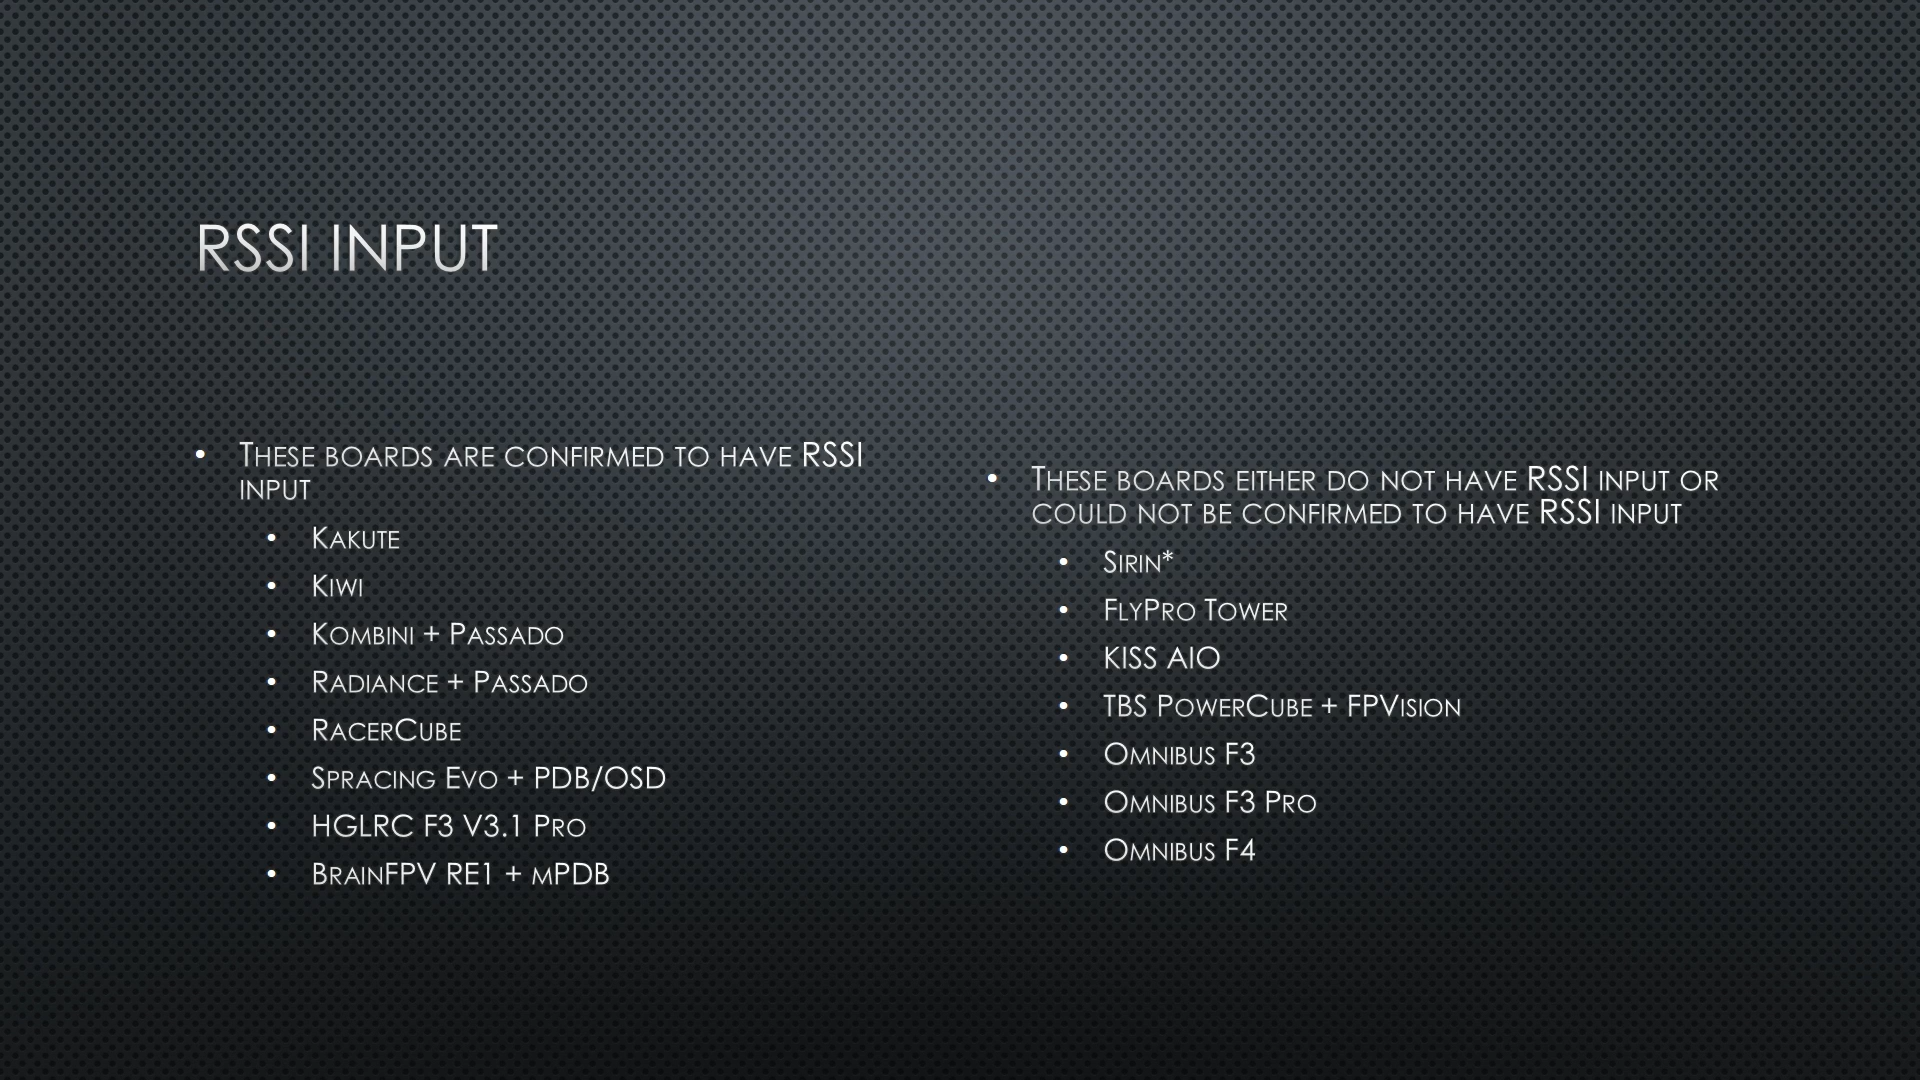 RSSI INPUT
• These boards are confirmed to have RSSI
input
• Kakute
• Kiwi
• Kombini + Passado
• Radiance + Passado
• RacerCube
• Spracing Evo + PDB/OSD
• HGLRC F3 V3.1 Pro
• BrainFPV RE1 + mPDB
• These boards either do not have RSSI input or
could not be confirmed to have RSSI input
• Sirin*
• FlyPro Tower
• KISS AIO
• TBS PowerCube + FPVision
• Omnibus F3
• Omnibus F3 Pro
• Omnibus F4